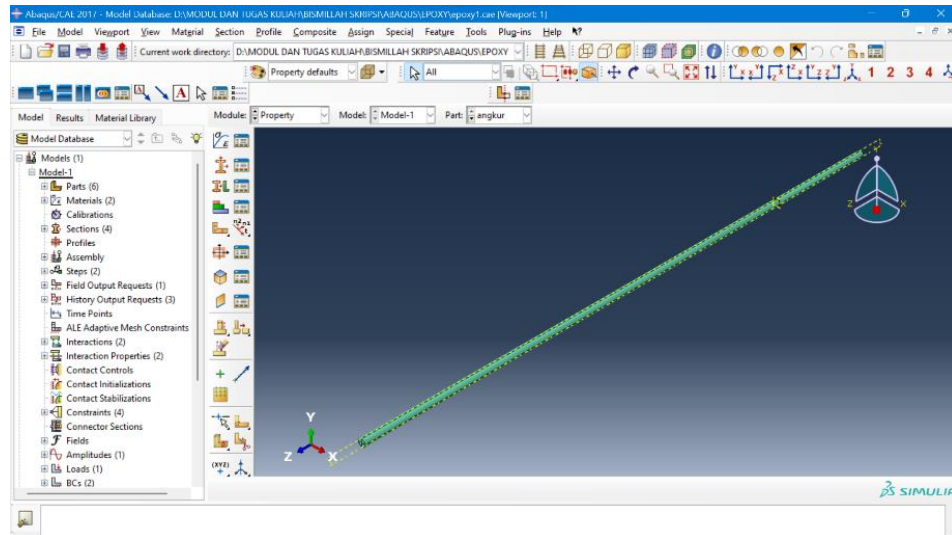 Abaqus/CAE 2017 - Model Database: D:\MODUL DAN TUGAS KULIAH\BISMILLAH SKRIPSI\ABAQUS\EPOXY\epoxy1.cae [Viewport: 1]
File Model Viewport View Material Section Profile Composite Assign Special Feature Tools Plug-ins Help
Current work directory: D:\MODUL DAN TUGAS KULIAH\BISMILLAH SKRIPSI\ABAQUS\EPOXY
Property defaults All 1 2 3 4
Model Results Material Library Module: Property Model: Model-1 Part: angkur
Model Database
Models (1)
Model-1
Parts (6)
Materials (2)
Calibrations
Sections (4)
Profiles
Assembly
Steps (2)
Field Output Requests (1)
History Output Requests (3)
Time Points
ALE Adaptive Mesh Constraints
Interactions (2)
Interaction Properties (2)
Contact Controls
Contact Initializations
Contact Stabilizations
Constraints (4)
Connector Sections
Fields
Amplitudes (1)
Loads (1)
BCs (2)
Y
Z X
Z X
(XYZ)
SIMULIA